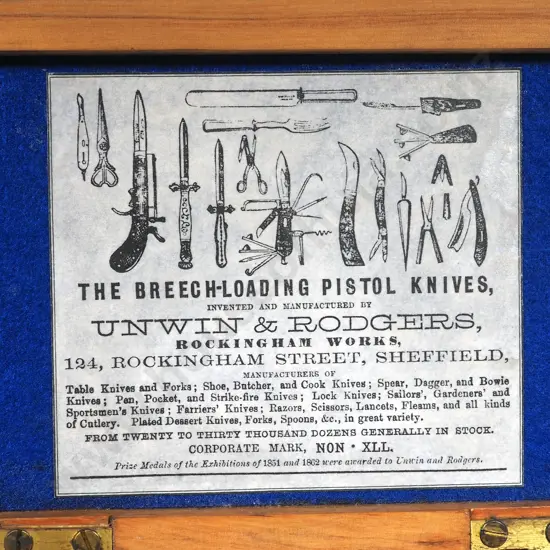 THE BREECH-LOADING PISTOL KNIVES,
INVENTED AND MANUFACTURED BY
UNWIN & RODGERS,
ROCKINGHAM WORKS,
124, ROCKINGHAM STREET, SHEFFIELD,
MANUFACTURERS OF
Table Knives and Forks; Shoe, Butcher, and Cook Knives; Spear, Dagger, and Bowie
Knives; Pen, Pocket, and Strike-fire Knives; Lock Knives; Sailors', Gardeners' and
Sportsmen's Knives; Farriers' Knives; Razors, Scissors, Lancets, Fleams, and all kinds
of Cutlery. Plated Dessert Knives, Forks, Spoons, &c., in great variety.
FROM TWENTY TO THIRTY THOUSAND DOZENS GENERALLY IN STOCK.
CORPORATE MARK, NON * XLL.
Prize Medals of the Exhibitions of 1851 and 1862 were awarded to Unwin and Rodgers.